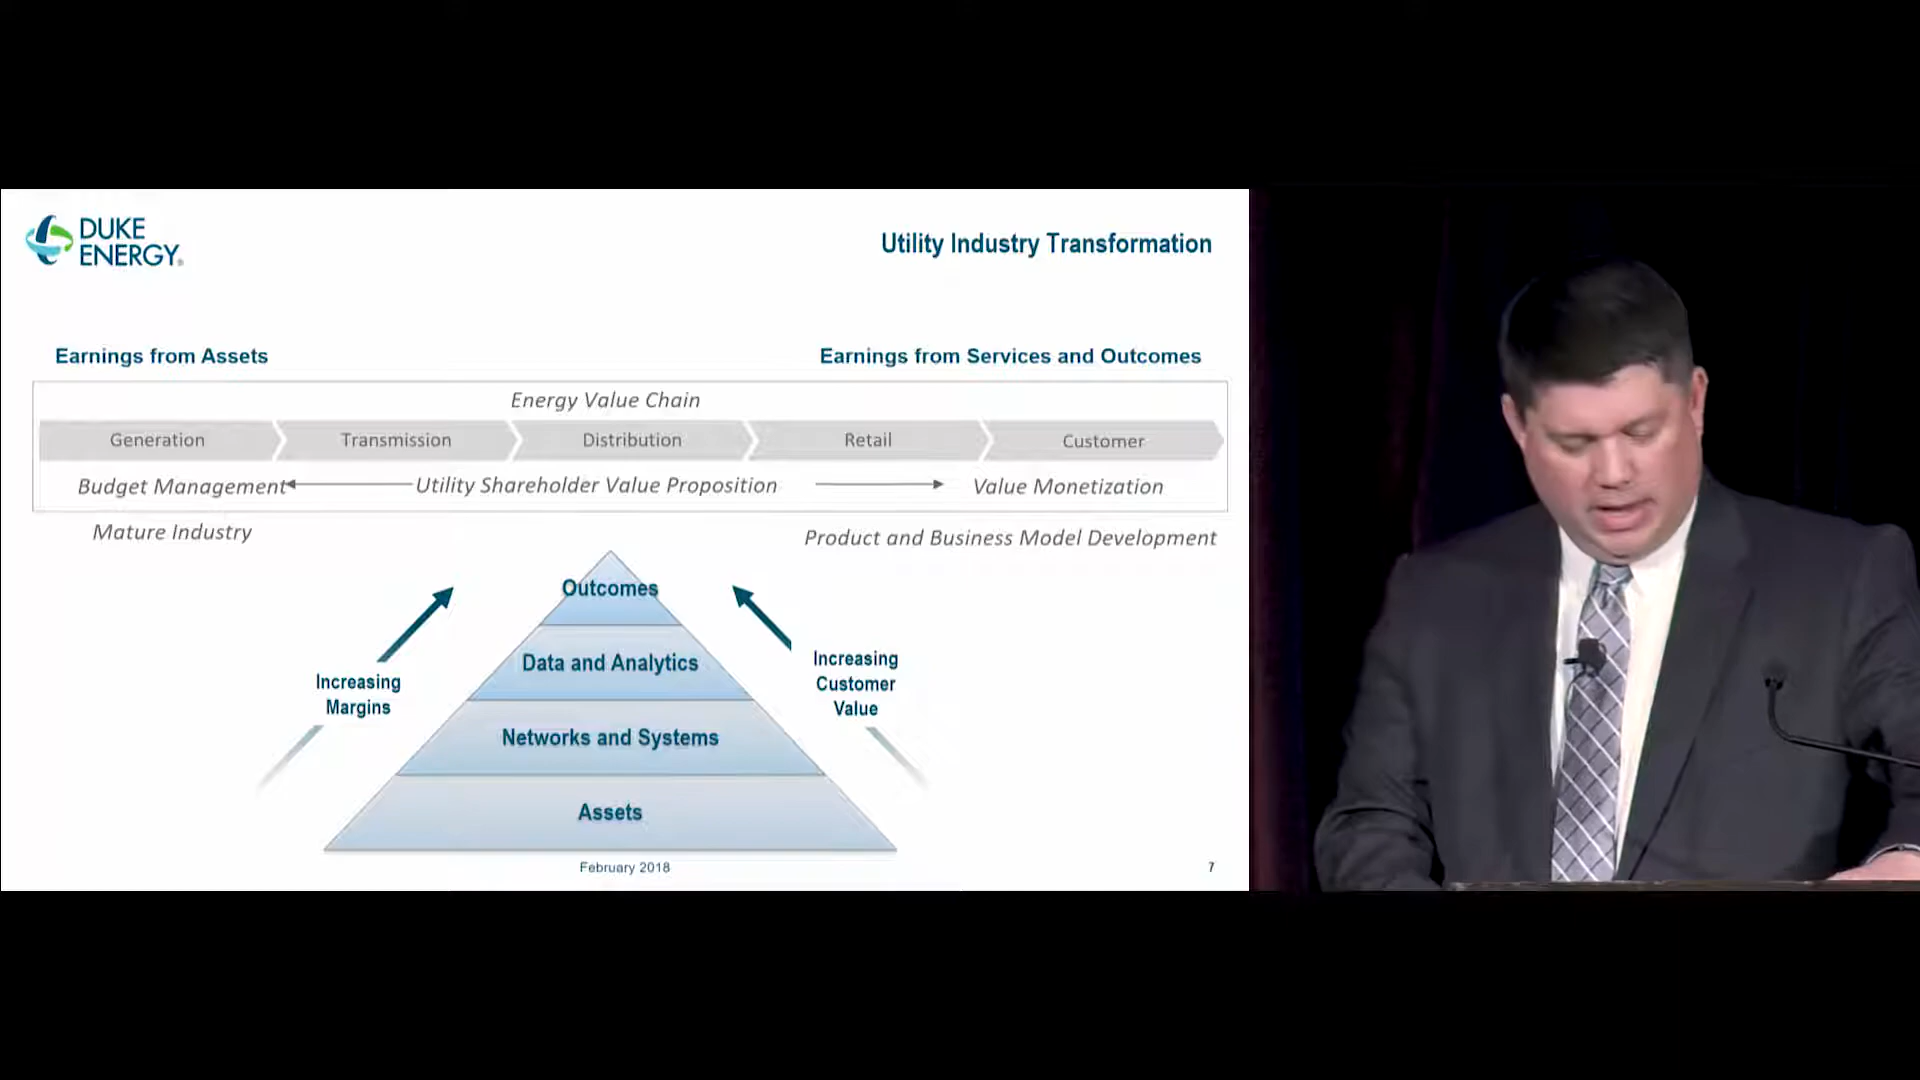 DUKE
ENERGY®
Utility Industry Transformation
Earnings from Assets
Earnings from Services and Outcomes
Energy Value Chain
Generation
Transmission
Distribution
Retail
Customer
Budget Management
Utility Shareholder Value Proposition
Value Monetization
Mature Industry
Product and Business Model Development
Outcomes
Data and Analytics
Networks and Systems
Assets
Increasing
Margins
Increasing
Customer
Value
February 2018
7